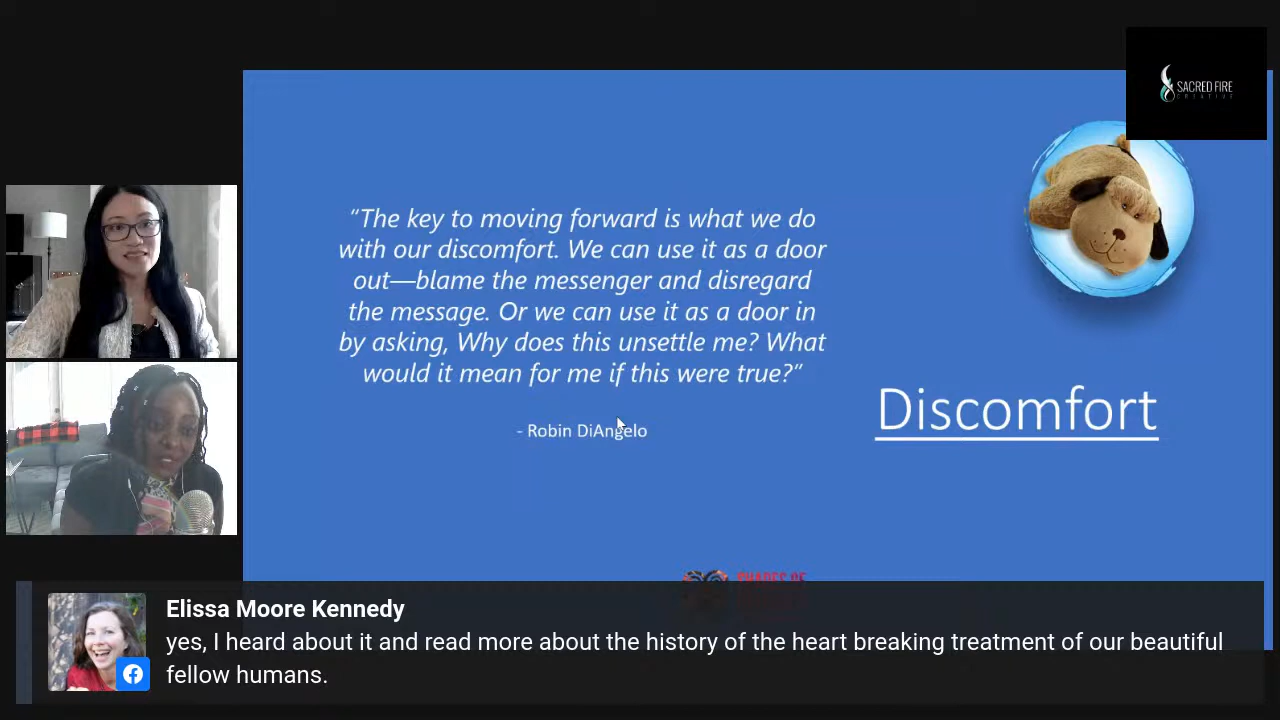 SACRED FIRE
CREATIVE
“The key to moving forward is what we do
with our discomfort. We can use it as a door
out—blame the messenger and disregard
the message. Or we can use it as a door in
by asking, Why does this unsettle me? What
would it mean for me if this were true?”
- Robin DiAngelo
Discomfort
Elissa Moore Kennedy
yes, I heard about it and read more about the history of the heart breaking treatment of our beautiful
fellow humans.